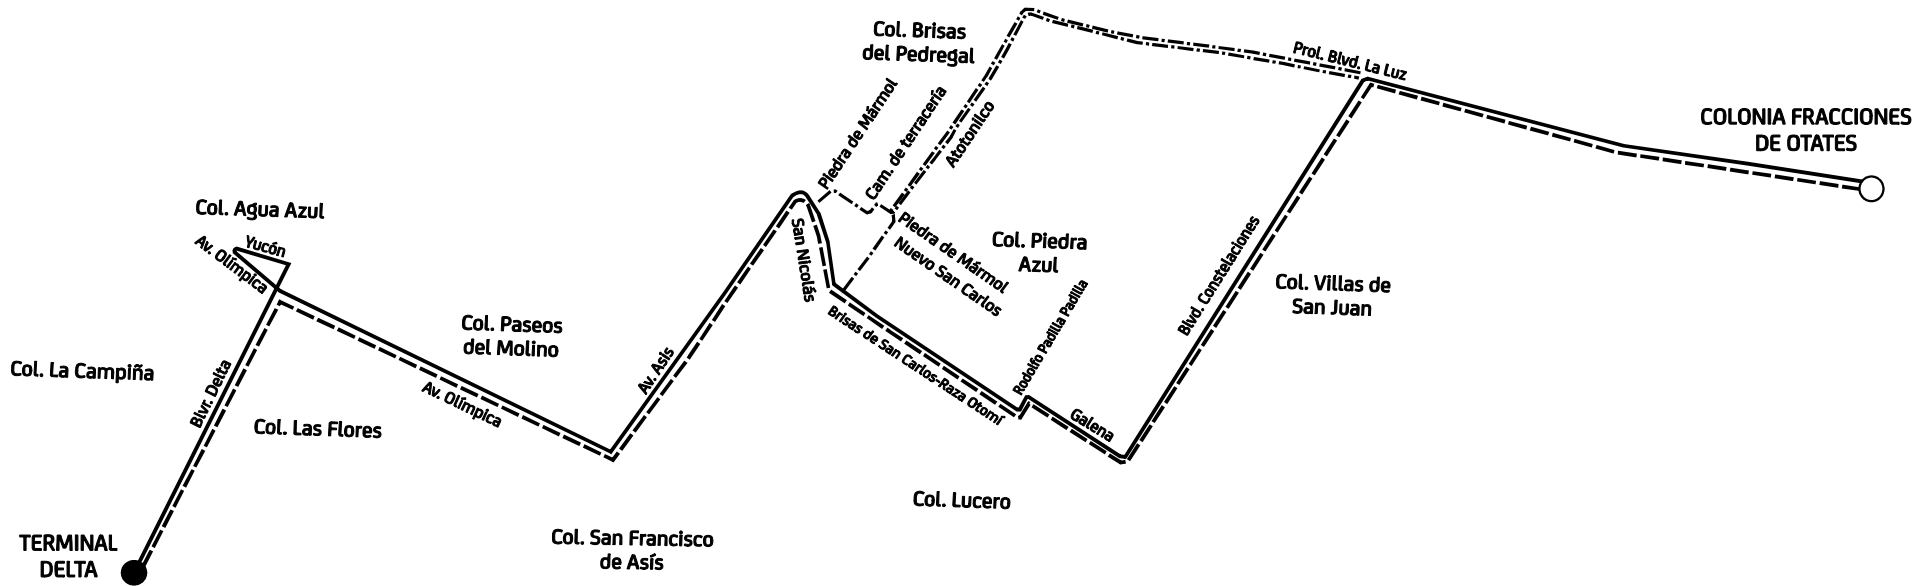 Col. Brisas
del Pedregal
Prol. Blvd. La Luz
Piedra de Mármol
Cam. de terracería
Atotonilco
COLONIA FRACCIONES
DE OTATES
Col. Agua Azul
Yucón
Av. Olímpica
San Nicolás
Piedra de Mármol
Nuevo San Carlos
Col. Piedra
Azul
Blvd. Constelaciones
Col. Villas de
San Juan
Col. Paseos
del Molino
Brisas de San Carlos-Raza Otomí
Rodolfo Padilla Padilla
Col. La Campiña
Blvr. Delta
Av. Olímpica
Av. Asis
Galena
Col. Las Flores
Col. Lucero
TERMINAL
DELTA
Col. San Francisco
de Asís